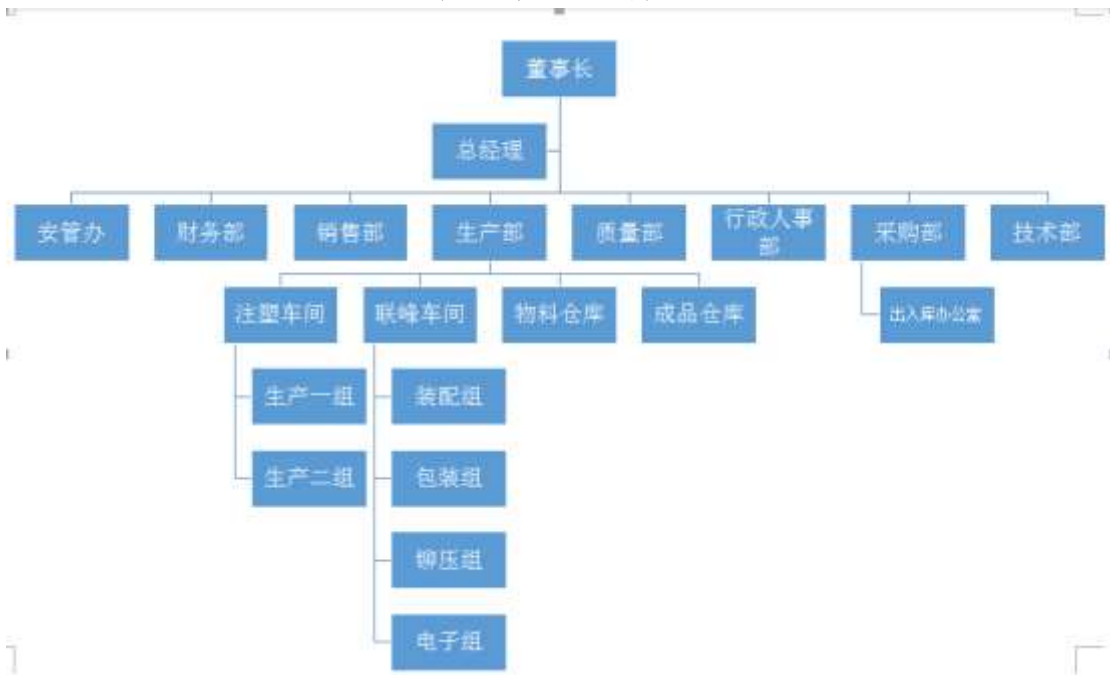 董事长
总经理
安管办
财务部
销售部
生产部
质量部
行政人事
部
采购部
技术部
注塑车间
联峰车间
物料仓库
成品仓库
出入库办公室
生产一组
装配组
生产二组
包装组
铆压组
电子组